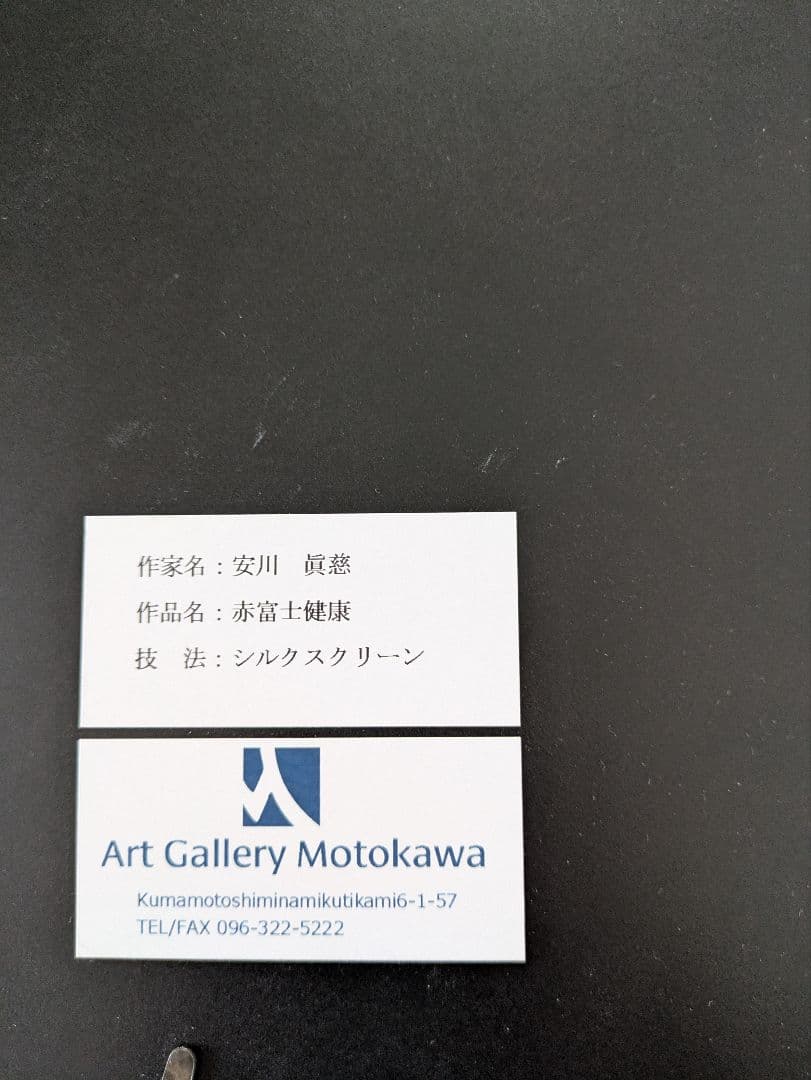 作家名：安川　眞慈
作品名：赤富士健康
技　法：シルクスクリーン
Art Gallery Motokawa
Kumamotoshiminamikutikami6-1-57
TEL/FAX 096-322-5222